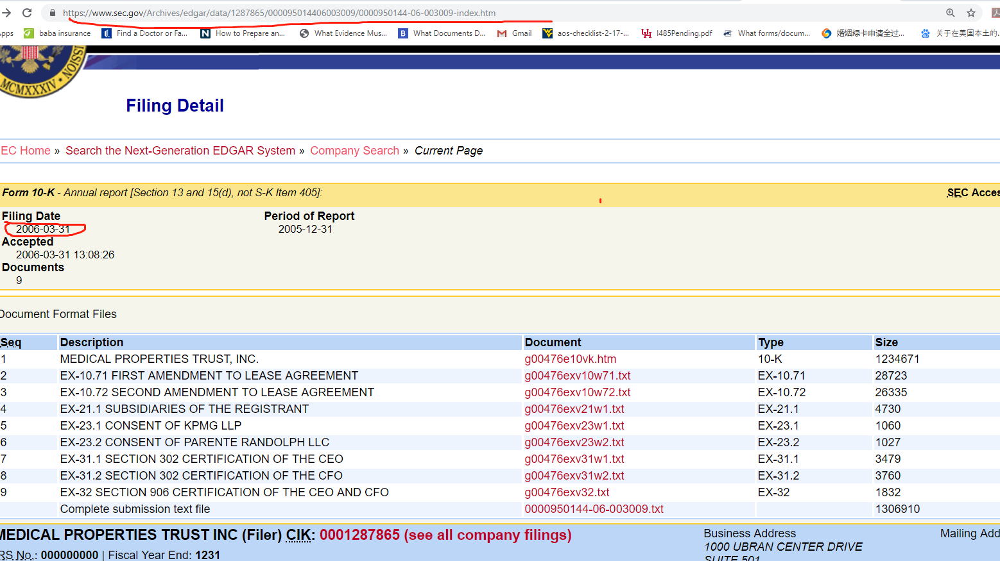 https://www.sec.gov/Archives/edgar/data/1287865/000095014406003009/0000950144-06-003009-index.htm
pps baba insurance Find a Doctor or Fa... How to Prepare an... What Evidence Mus... What Documents D... Gmail aos-checklist-2-17-... I485Pending.pdf What forms/docum... 婚姻绿卡申请全过... 关于在美国本土的...
SSION
MCMXXXIV
Filing Detail
EC Home » Search the Next-Generation EDGAR System » Company Search » Current Page
Form 10-K - Annual report [Section 13 and 15(d), not S-K Item 405]: SEC Acces
Filing Date Period of Report
2006-03-31 2005-12-31
Accepted
2006-03-31 13:08:26
Documents
9
Document Format Files
Seq Description Document Type Size
1 MEDICAL PROPERTIES TRUST, INC. g00476e10vk.htm 10-K 1234671
2 EX-10.71 FIRST AMENDMENT TO LEASE AGREEMENT g00476exv10w71.txt EX-10.71 28723
3 EX-10.72 SECOND AMENDMENT TO LEASE AGREEMENT g00476exv10w72.txt EX-10.72 26335
4 EX-21.1 SUBSIDIARIES OF THE REGISTRANT g00476exv21w1.txt EX-21.1 4730
5 EX-23.1 CONSENT OF KPMG LLP g00476exv23w1.txt EX-23.1 1060
6 EX-23.2 CONSENT OF PARENTE RANDOLPH LLC g00476exv23w2.txt EX-23.2 1027
7 EX-31.1 SECTION 302 CERTIFICATION OF THE CEO g00476exv31w1.txt EX-31.1 3479
8 EX-31.2 SECTION 302 CERTIFICATION OF THE CFO g00476exv31w2.txt EX-31.2 3760
9 EX-32 SECTION 906 CERTIFICATION OF THE CEO AND CFO g00476exv32.txt EX-32 1832
Complete submission text file 0000950144-06-003009.txt 1306910
MEDICAL PROPERTIES TRUST INC (Filer) CIK: 0001287865 (see all company filings) Business Address Mailing Add
RS No.: 000000000 | Fiscal Year End: 1231 1000 UBRAN CENTER DRIVE
SUITE 501